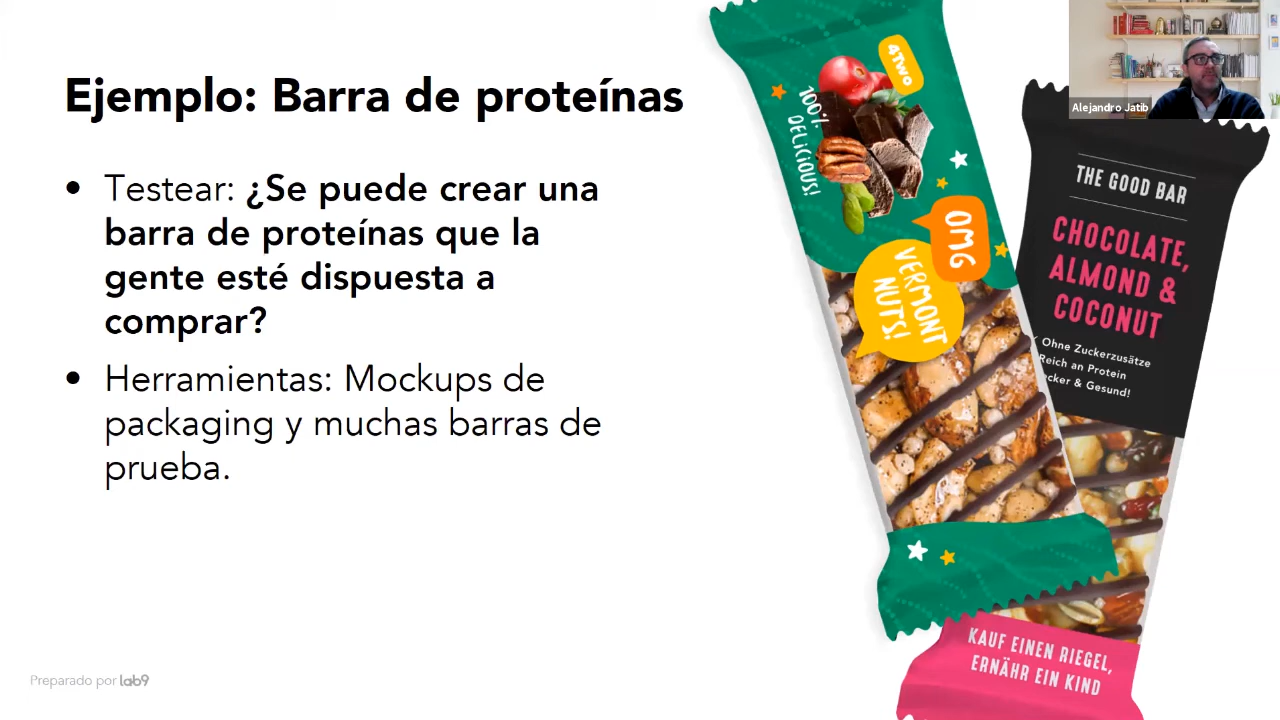 Ejemplo: Barra de proteínas
• Testear: ¿Se puede crear una
barra de proteínas que la
gente esté dispuesta a
comprar?
• Herramientas: Mockups de
packaging y muchas barras de
prueba.
Preparado por lab9
4TWO
100%
DELICIOUS!
OMG
VERMONT
NUTS!
THE GOOD BAR
CHOCOLATE,
ALMOND &
COCONUT
Ohne Zuckerzusätze
Reich an Protein
& Gesund!
KAUF EINEN RIEGEL,
ERNÄHR EIN KIND
Alejandro Jatib